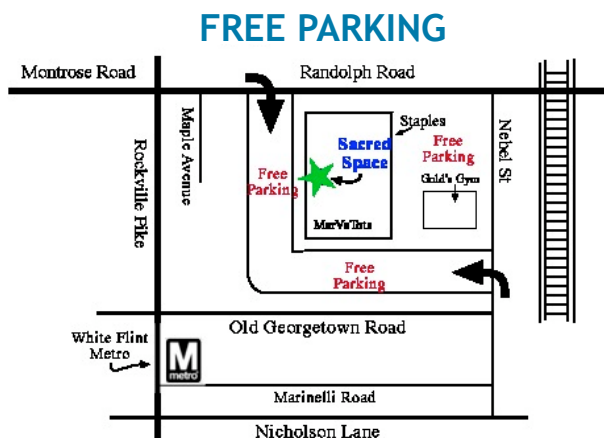 FREE PARKING
Montrose Road
Randolph Road
Maple Avenue
Rockville Pike
Staples
Sacred
Space
Free
Parking
Free
Parking
Gold's Gym
Nebel St
MarVaTots
Free
Parking
Old Georgetown Road
White Flint
Metro
M
metro
Marinelli Road
Nicholson Lane